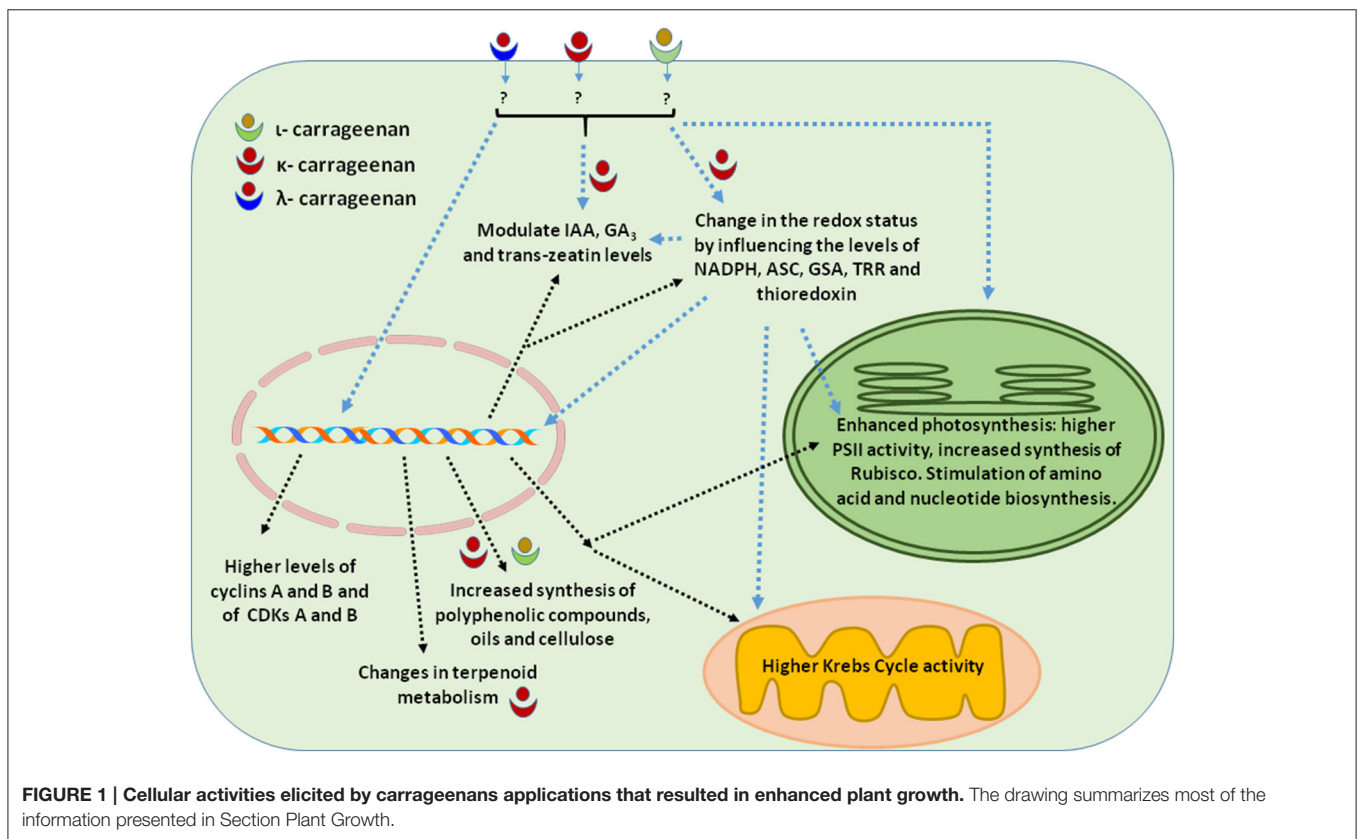 ?
?
?
ι- carrageenan
κ- carrageenan
λ- carrageenan
Modulate IAA, GA₃
and trans-zeatin levels
Change in the redox status
by influencing the levels of
NADPH, ASC, GSA, TRR and
thioredoxin
Enhanced photosynthesis: higher
PSII activity, increased synthesis of
Rubisco. Stimulation of amino
acid and nucleotide biosynthesis.
Higher levels of
cyclins A and B and
of CDKs A and B
Increased synthesis of
polyphenolic compounds,
oils and cellulose
Changes in terpenoid
metabolism
Higher Krebs Cycle activity
FIGURE 1 | Cellular activities elicited by carrageenans applications that resulted in enhanced plant growth. The drawing summarizes most of the
information presented in Section Plant Growth.